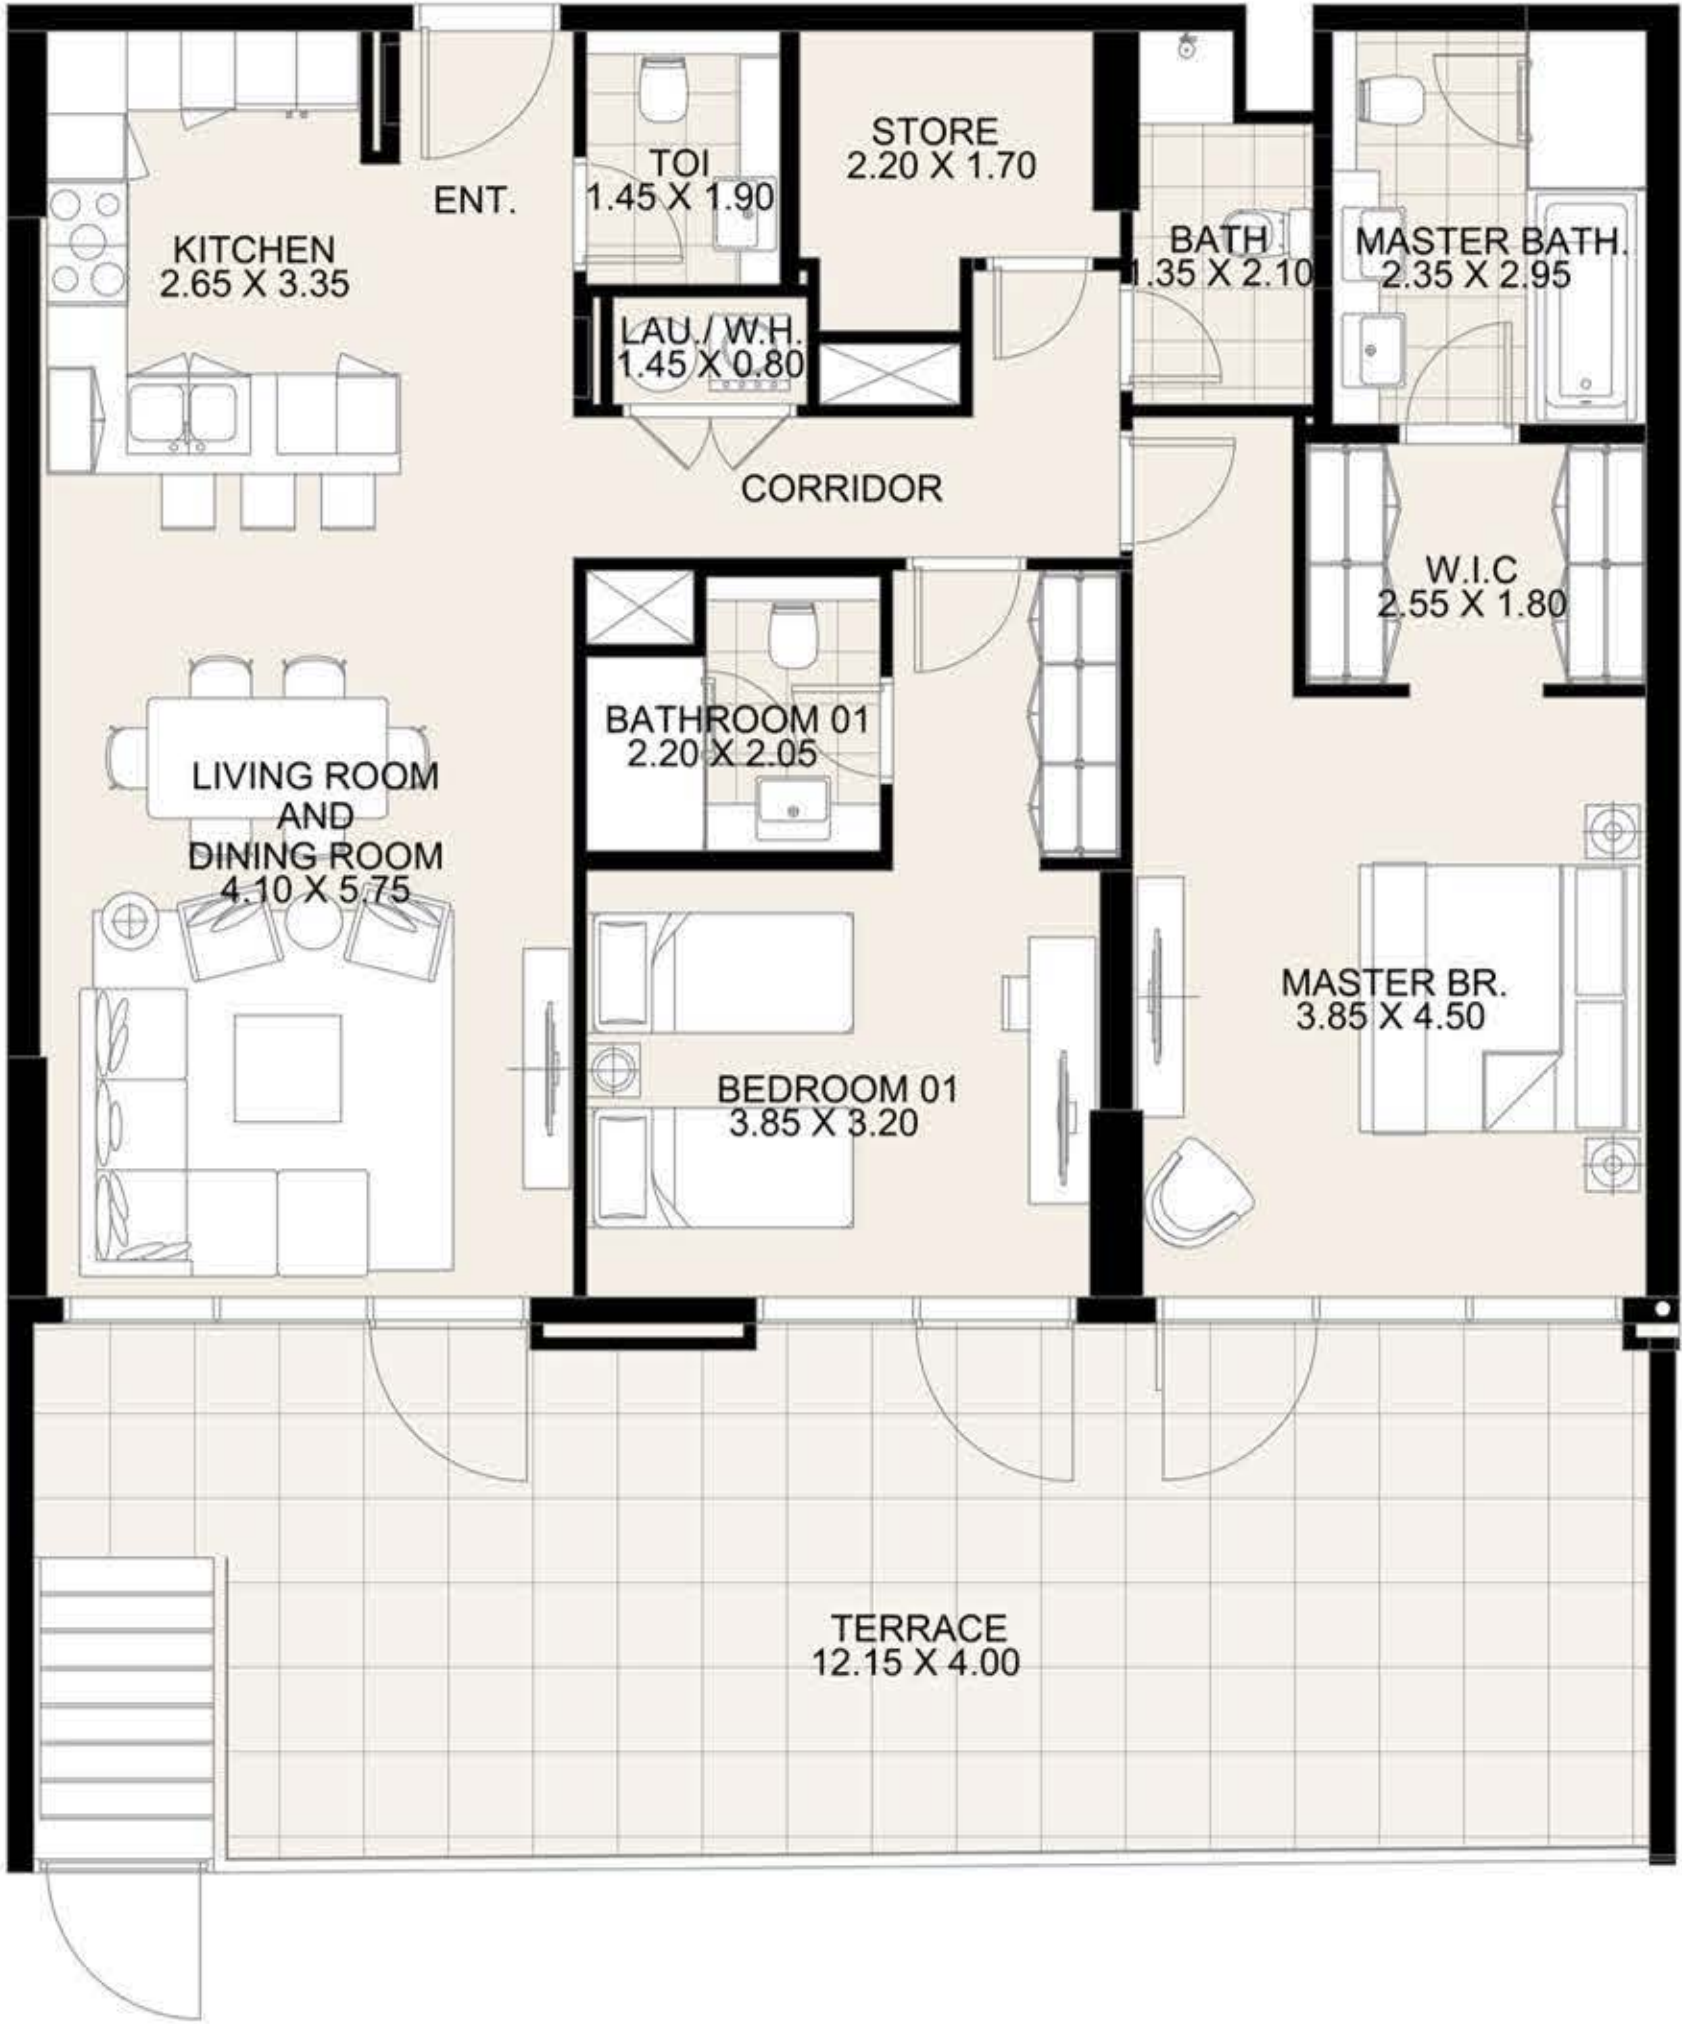 STORE
2.20 X 1.70
TOI
1.45 X 1.90
ENT.
KITCHEN
2.65 X 3.35
BATH
1.35 X 2.10
MASTER BATH.
2.35 X 2.95
LAU./ W.H.
1.45 X 0.80
CORRIDOR
W.I.C
2.55 X 1.80
BATHROOM 01
2.20 X 2.05
LIVING ROOM
AND
DINING ROOM
4.10 X 5.75
MASTER BR.
3.85 X 4.50
BEDROOM 01
3.85 X 3.20
TERRACE
12.15 X 4.00